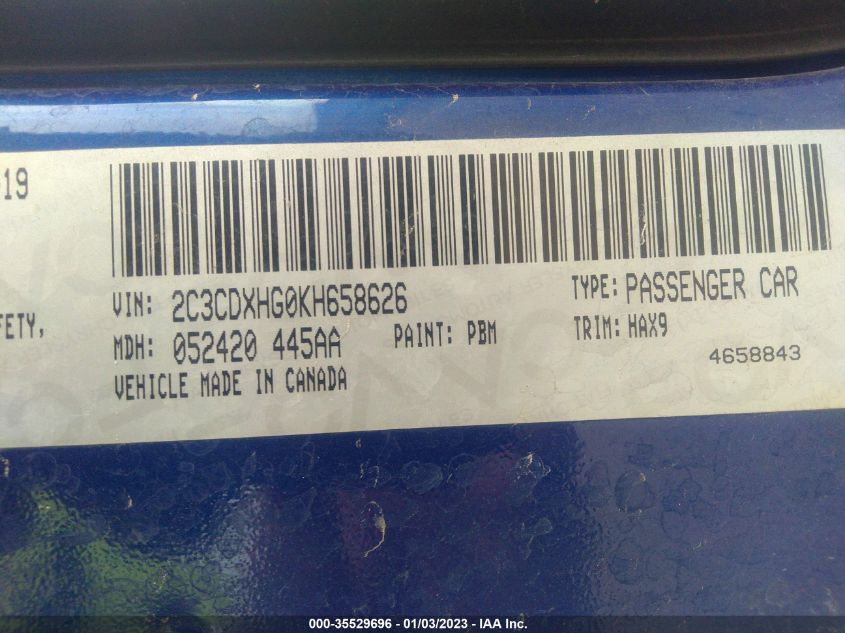 19
FETY,
VIN: 2C3CDXHG0KH658626
TYPE: PASSENGER CAR
MDH: 052420 445AA
PAINT: PBM
TRIM: HAX9
VEHICLE MADE IN CANADA
4658843
000-35529696 - 01/03/2023 - IAA Inc.